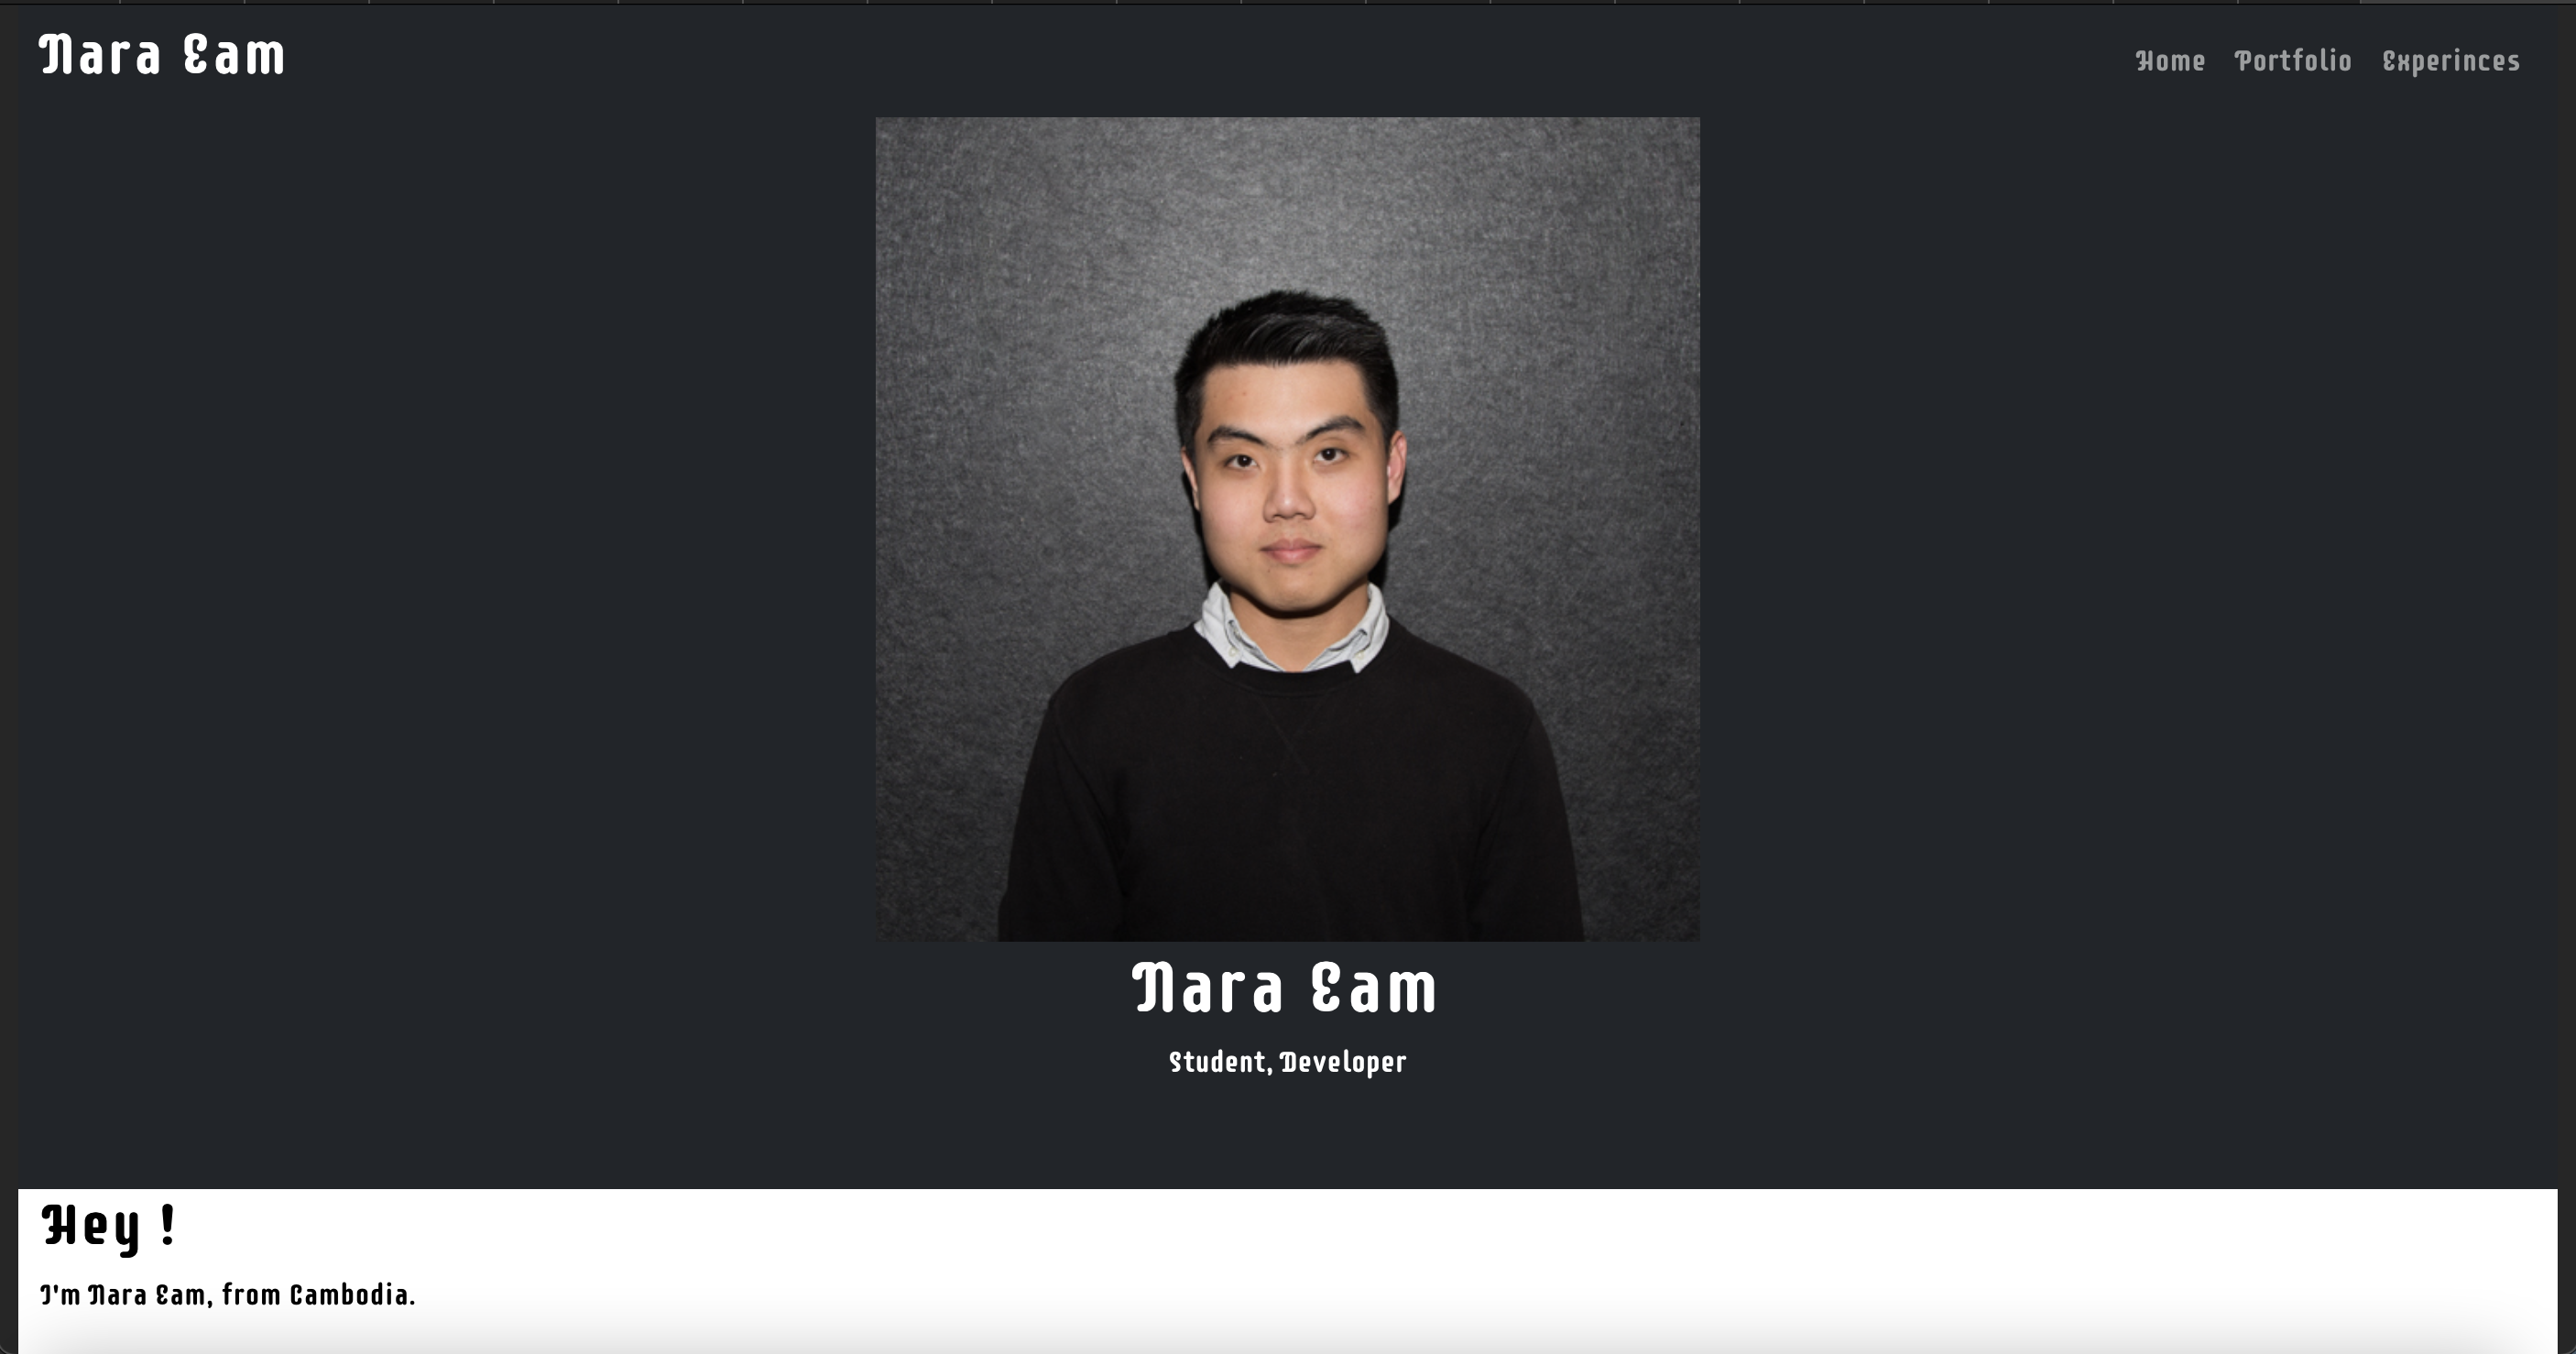 Nara Eam
Home Portfolio Experinces
Nara Eam
Student, Developer
Hey !
I'm Nara Eam, from Cambodia.